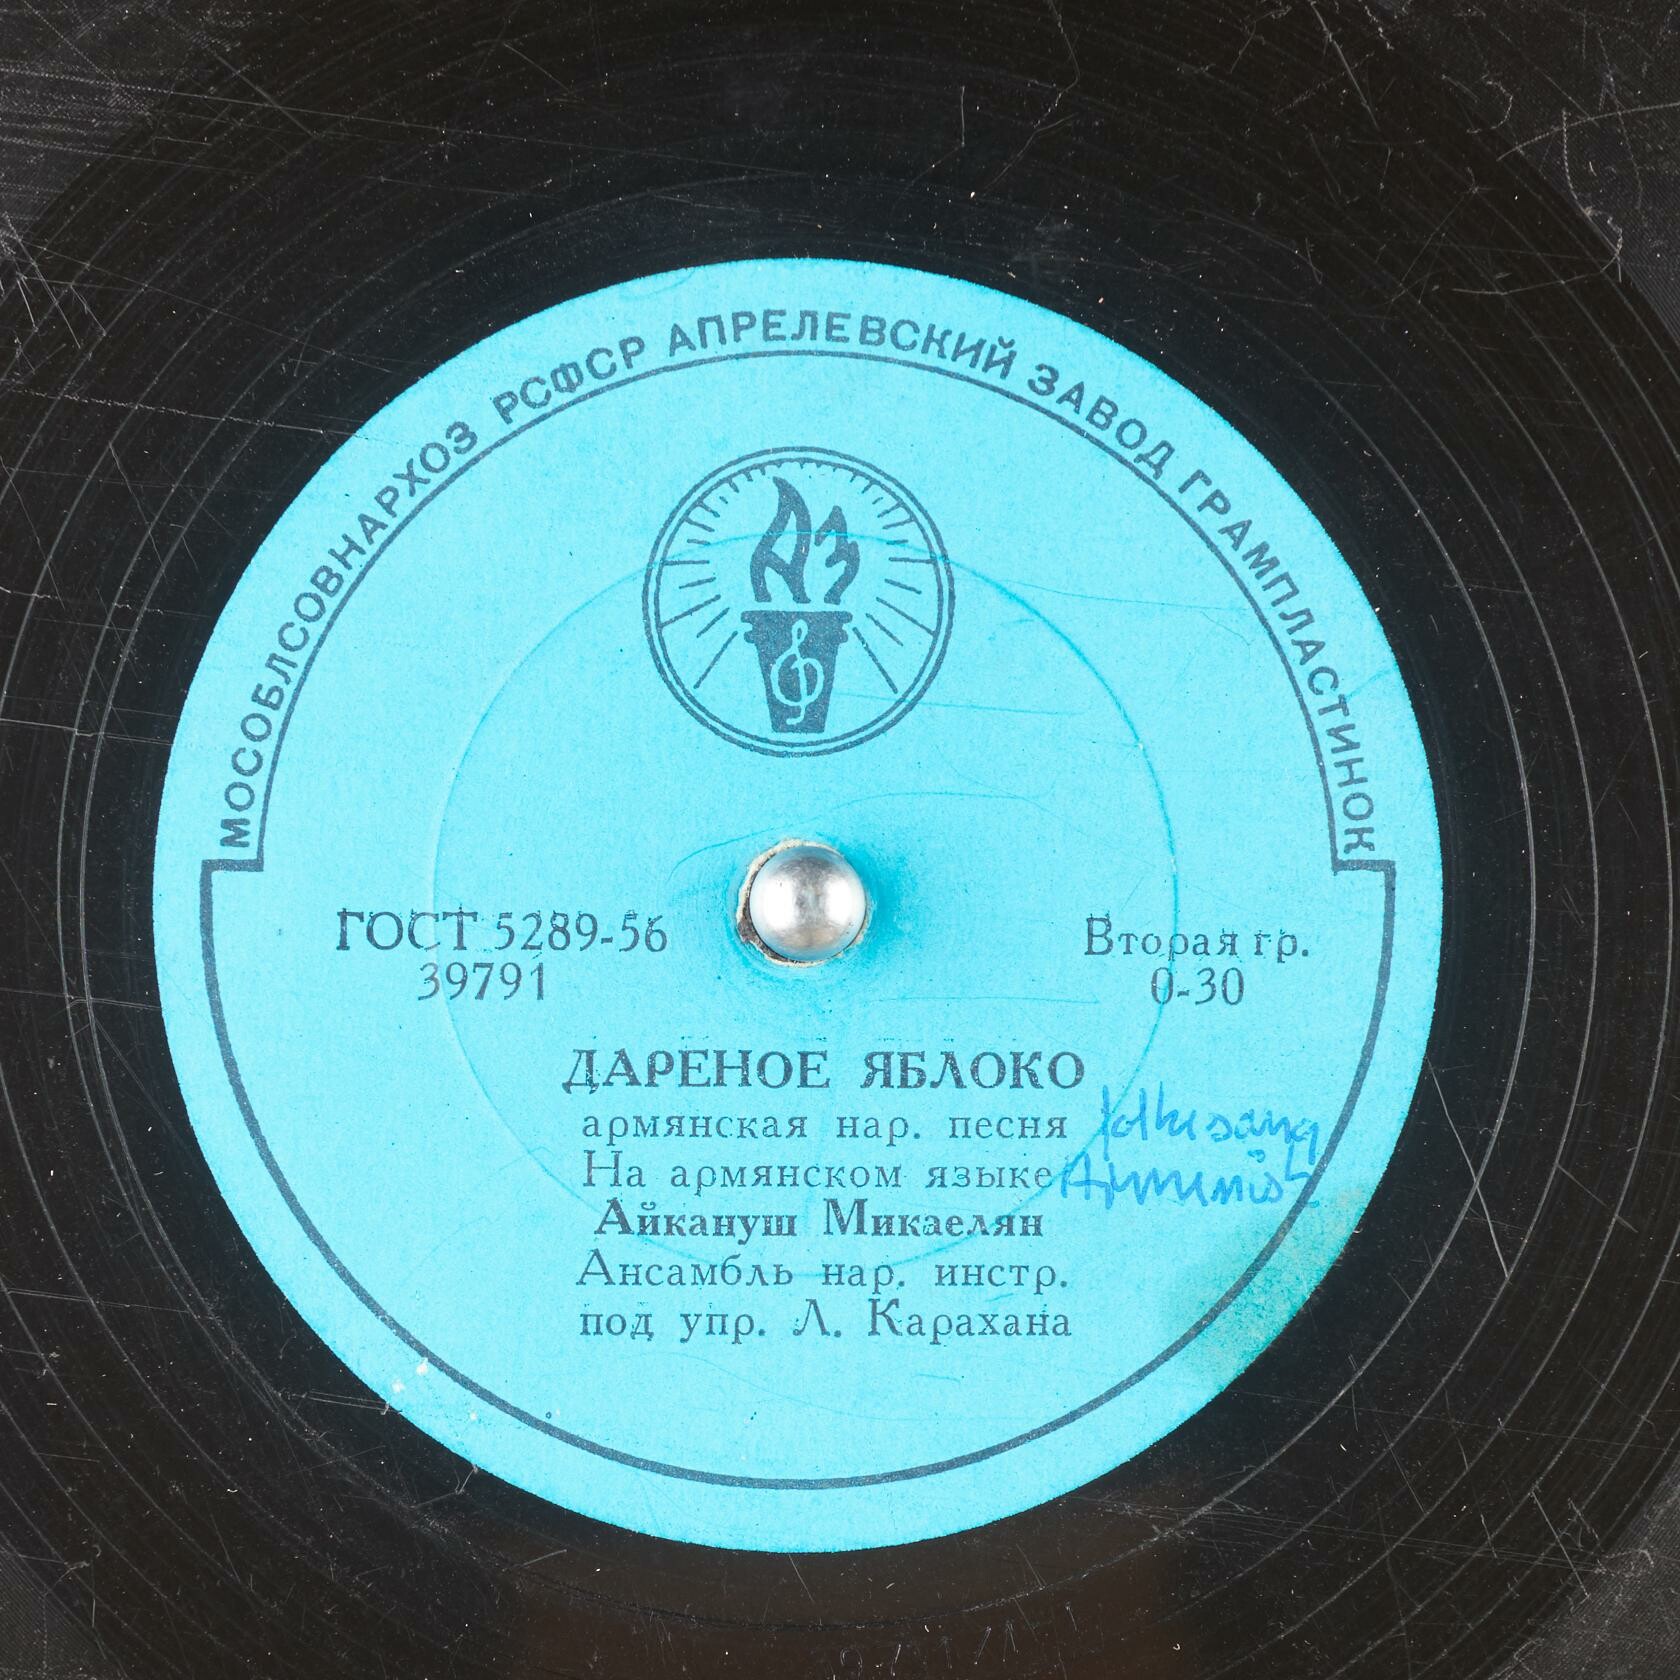 МОСОБЛСОВНАРХОЗ РСФСР АПРЕЛЕВСКИЙ ЗАВОД ГРАМПЛАСТИНОК
АЗ
ГОСТ 5289-56
39791
Вторая гр.
0-30
ДАРЕНОЕ ЯБЛОКО
армянская нар. песня
На армянском языке
Айкануш Микаелян
Ансамбль нар. инстр.
под упр. Л. Карахана